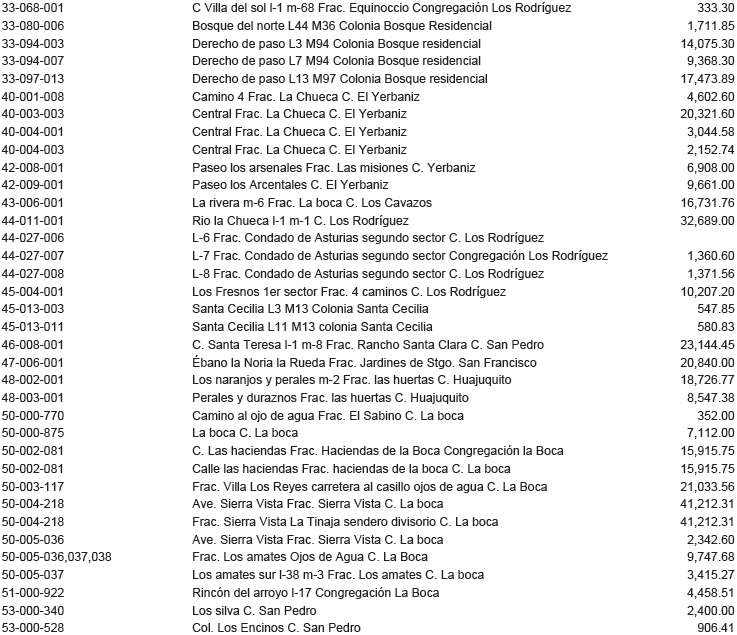 33-068-001 C Villa del sol l-1 m-68 Frac. Equinoccio Congregación Los Rodríguez 333.30
33-080-006 Bosque del norte L44 M36 Colonia Bosque Residencial 1,711.85
33-094-003 Derecho de paso L3 M94 Colonia Bosque residencial 14,075.30
33-094-007 Derecho de paso L7 M94 Colonia Bosque residencial 9,368.30
33-097-013 Derecho de paso L13 M97 Colonia Bosque residencial 17,473.89
40-001-008 Camino 4 Frac. La Chueca C. El Yerbaniz 4,602.60
40-003-003 Central Frac. La Chueca C. El Yerbaniz 20,321.60
40-004-001 Central Frac. La Chueca C. El Yerbaniz 3,044.58
40-004-003 Central Frac. La Chueca C. El Yerbaniz 2,152.74
42-008-001 Paseo los arsenales Frac. Las misiones C. Yerbaniz 6,908.00
42-009-001 Paseo los Arcentales C. El Yerbaniz 9,661.00
43-006-001 La rivera m-6 Frac. La boca C. Los Cavazos 16,731.76
44-011-001 Rio la Chueca l-1 m-1 C. Los Rodríguez 32,689.00
44-027-006 L-6 Frac. Condado de Asturias segundo sector C. Los Rodríguez
44-027-007 L-7 Frac. Condado de Asturias segundo sector Congregación Los Rodríguez 1,360.60
44-027-008 L-8 Frac. Condado de Asturias segundo sector C. Los Rodríguez 1,371.56
45-004-001 Los Fresnos 1er sector Frac. 4 caminos C. Los Rodríguez 10,207.20
45-013-003 Santa Cecilia L3 M13 Colonia Santa Cecilia 547.85
45-013-011 Santa Cecilia L11 M13 colonia Santa Cecilia 580.83
46-008-001 C. Santa Teresa l-1 m-8 Frac. Rancho Santa Clara C. San Pedro 23,144.45
47-006-001 Ébano la Noria la Rueda Frac. Jardines de Stgo. San Francisco 20,840.00
48-002-001 Los naranjos y perales m-2 Frac. las huertas C. Huajuquito 18,726.77
48-003-001 Perales y duraznos Frac. las huertas C. Huajuquito 8,547.38
50-000-770 Camino al ojo de agua Frac. El Sabino C. La boca 352.00
50-000-875 La boca C. La boca 7,112.00
50-002-081 C. Las haciendas Frac. Haciendas de la Boca Congregación la Boca 15,915.75
50-002-081 Calle las haciendas Frac. haciendas de la boca C. La boca 15,915.75
50-003-117 Frac. Villa Los Reyes carretera al casillo ojos de agua C. La Boca 21,033.56
50-004-218 Ave. Sierra Vista Frac. Sierra Vista C. La boca 41,212.31
50-004-218 Frac. Sierra Vista La Tinaja sendero divisorio C. La boca 41,212.31
50-005-036 Ave. Sierra Vista Frac. Sierra Vista C. La boca 2,342.60
50-005-036,037,038 Frac. Los amates Ojos de Agua C. La Boca 9,747.68
50-005-037 Los amates sur l-38 m-3 Frac. Los amates C. La boca 3,415.27
51-000-922 Rincón del arroyo l-17 Congregación La Boca 4,458.51
53-000-340 Los silva C. San Pedro 2,400.00
53-000-528 Col. Los Encinos C. San Pedro 906.41